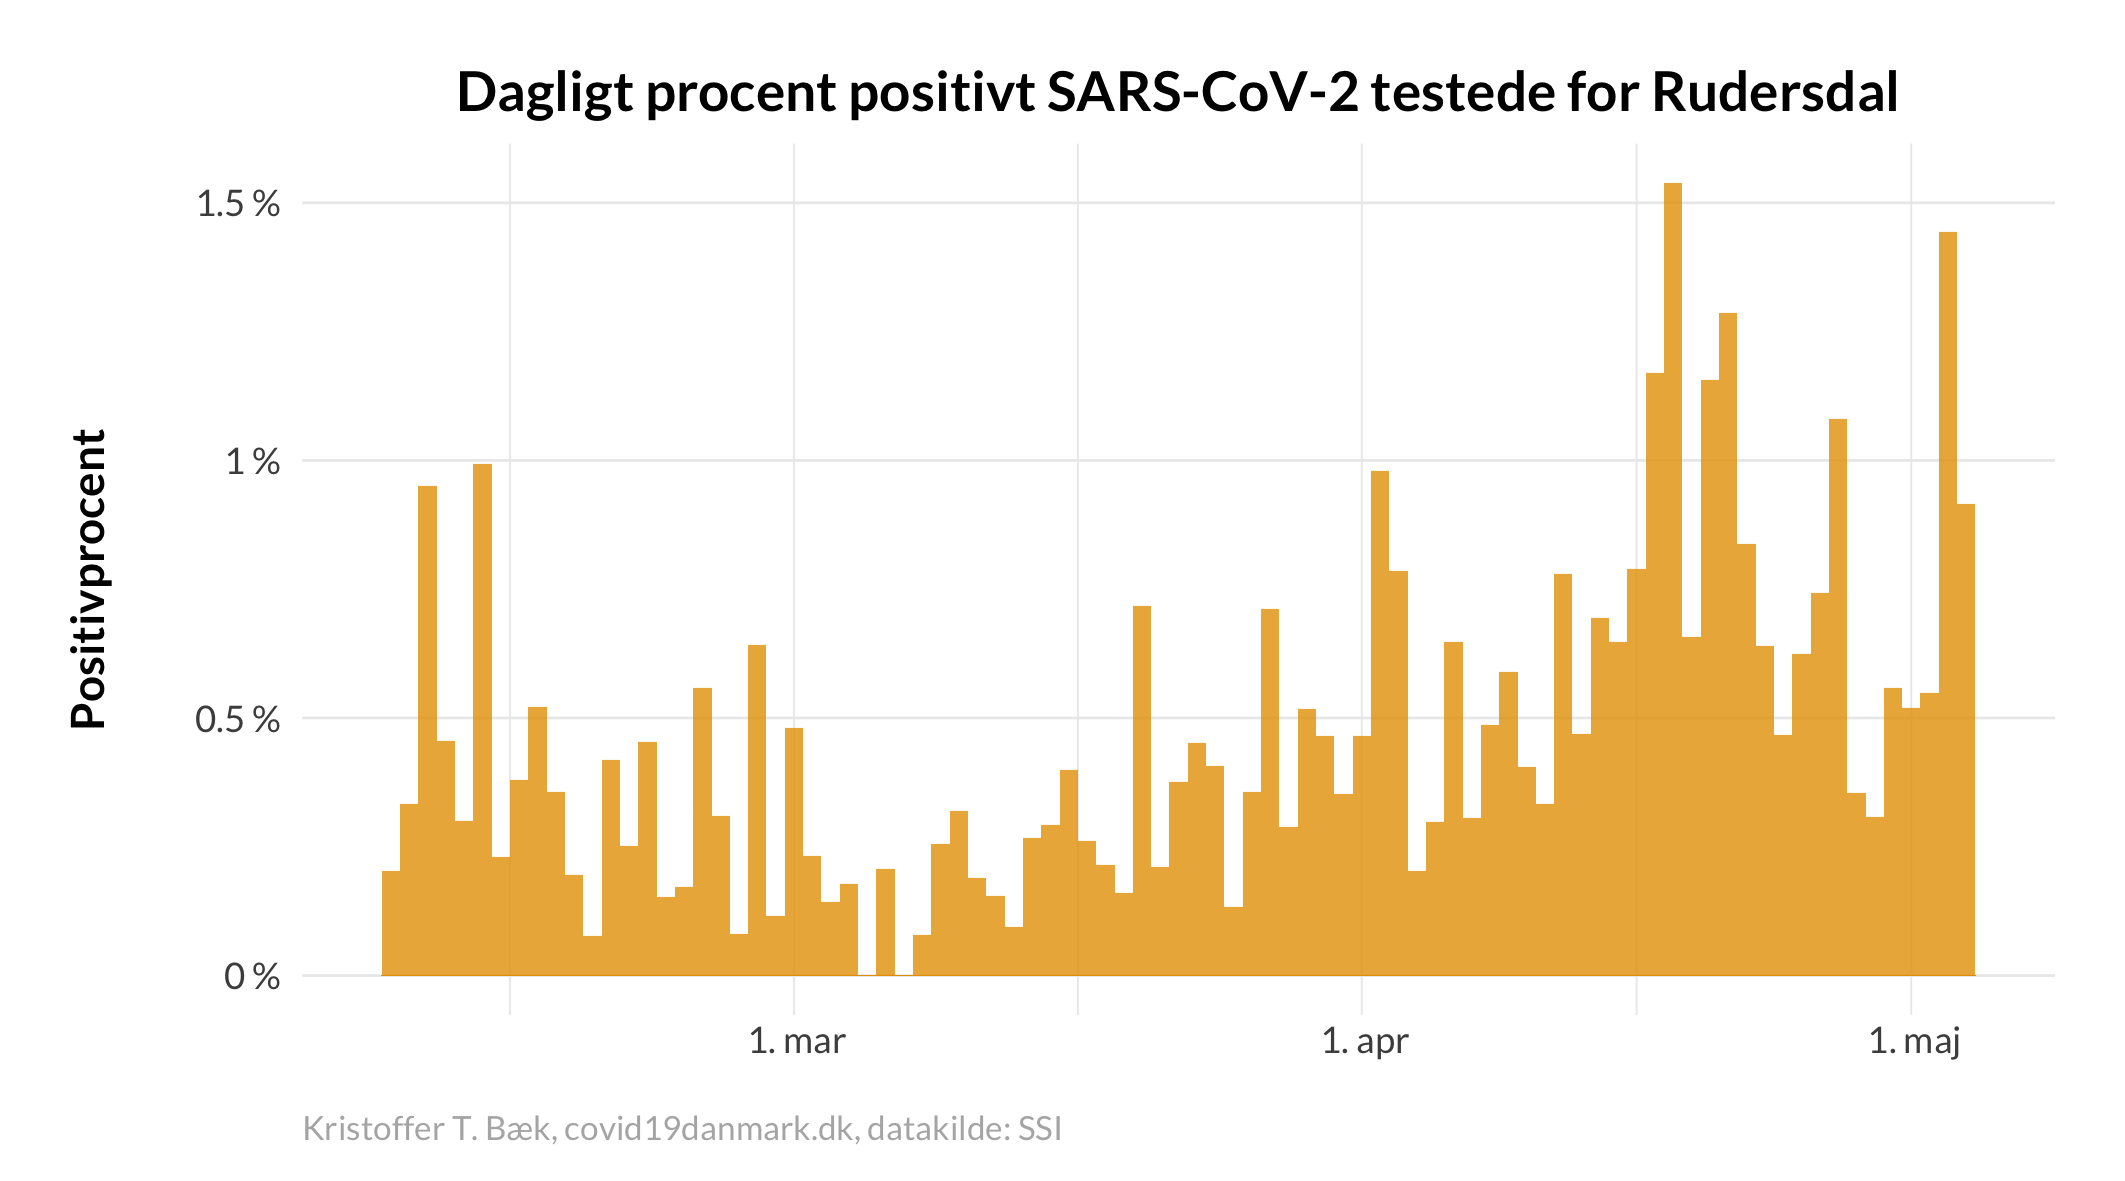 Dagligt procent positivt SARS-CoV-2 testede for Rudersdal
Positivprocent
1.5 %
1 %
0.5 %
0 %
1. mar
1. apr
1. maj
Kristoffer T. Bæk, covid19danmark.dk, datakilde: SSI